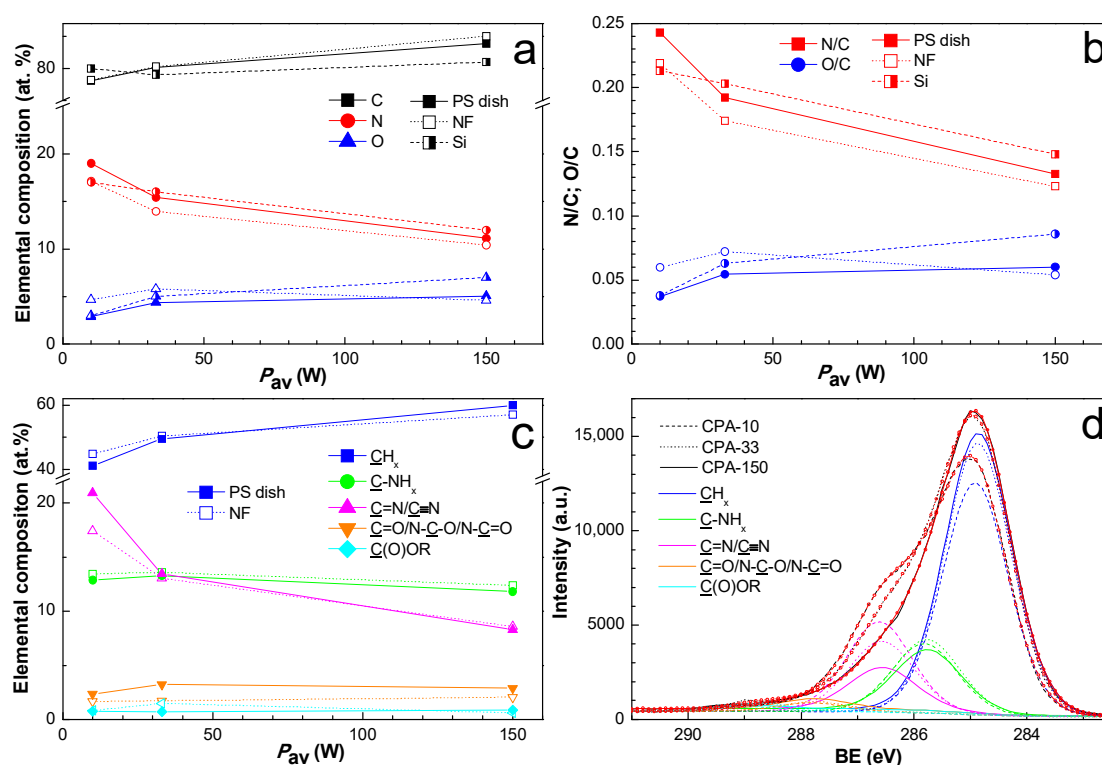 a
Elemental composition (at. %)
80
20
10
0
C
N
O
PS dish
NF
Si
0 50 100 150
P_av (W)
b
N/C; O/C
0.25
0.20
0.15
0.10
0.05
0.00
N/C
O/C
PS dish
NF
Si
0 50 100 150
P_av (W)
c
Elemental compositon (at.%)
60
40
20
10
0
PS dish
NF
CH_x
C-NH_x
C=N/C≡N
C=O/N-C-O/N-C=O
C(O)OR
0 50 100 150
P_av (W)
d
Intensity (a.u.)
15,000
10,000
5000
0
CPA-10
CPA-33
CPA-150
CH_x
C-NH_x
C=N/C≡N
C=O/N-C-O/N-C=O
C(O)OR
290 288 286 284
BE (eV)